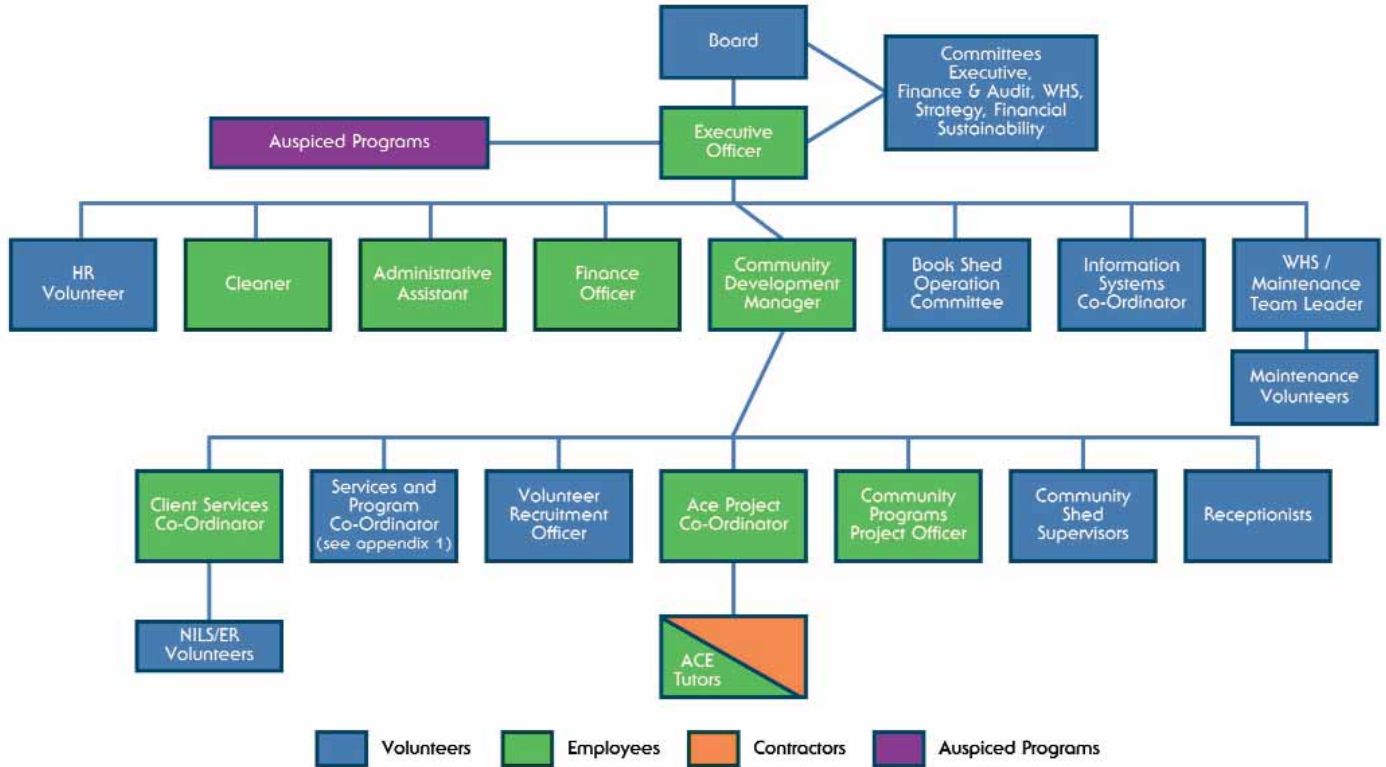 Board
Committees
Executive,
Finance & Audit, WHS,
Strategy, Financial
Sustainability
Auspiced Programs
Executive
Officer
HR
Volunteer
Cleaner
Administrative
Assistant
Finance
Officer
Community
Development
Manager
Book Shed
Operation
Committee
Information
Systems
Co-Ordinator
WHS /
Maintenance
Team Leader
Maintenance
Volunteers
Client Services
Co-Ordinator
Services and
Program
Co-Ordinator
(see appendix 1)
Volunteer
Recruitment
Officer
Ace Project
Co-Ordinator
Community
Programs
Project Officer
Community
Shed
Supervisors
Receptionists
NILS/ER
Volunteers
ACE
Tutors
Volunteers
Employees
Contractors
Auspiced Programs